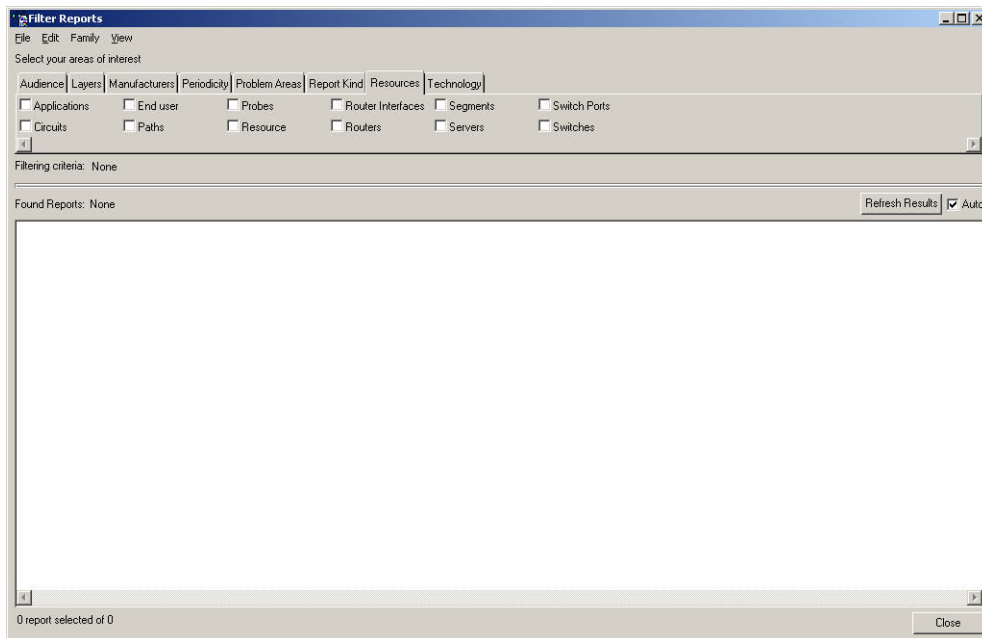 Filter Reports
File Edit Family View
Select your areas of interest
Audience Layers Manufacturers Periodicity Problem Areas Report Kind Resources Technology
Applications End user Probes Router Interfaces Segments Switch Ports
Circuits Paths Resource Routers Servers Switches
Filtering criteria: None
Found Reports: None Refresh Results Auto
0 report selected of 0 Close